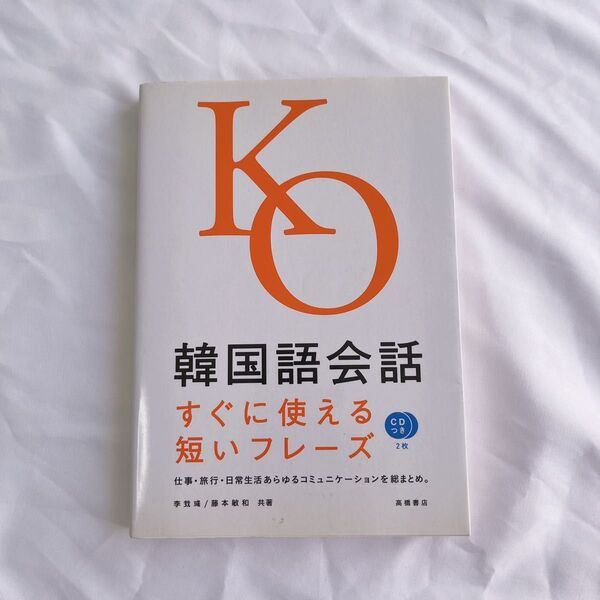 KO
韓国語会話
すぐに使える
短いフレーズ
CD
つき
2枚
仕事・旅行・日常生活あらゆるコミュニケーションを総まとめ。
李 / 藤本敏和 共著
高橋書店